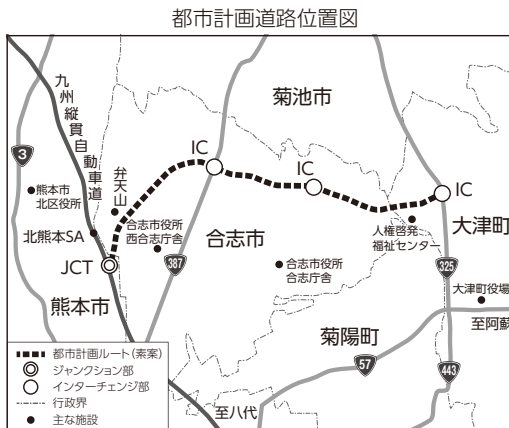 都市計画道路位置図
菊池市
九州縦貫自動車道
3
弁天山
IC
IC
IC
熊本市
北区役所
合志市役所
西合志庁舎
合志市
人権啓発
福祉センター
大津町
北熊本SA
JCT
387
合志市役所
合志庁舎
325
大津町役場
熊本市
菊陽町
至阿蘇
57
443
至八代
都市計画ルート(素案)
ジャンクション部
インターチェンジ部
行政界
主な施設